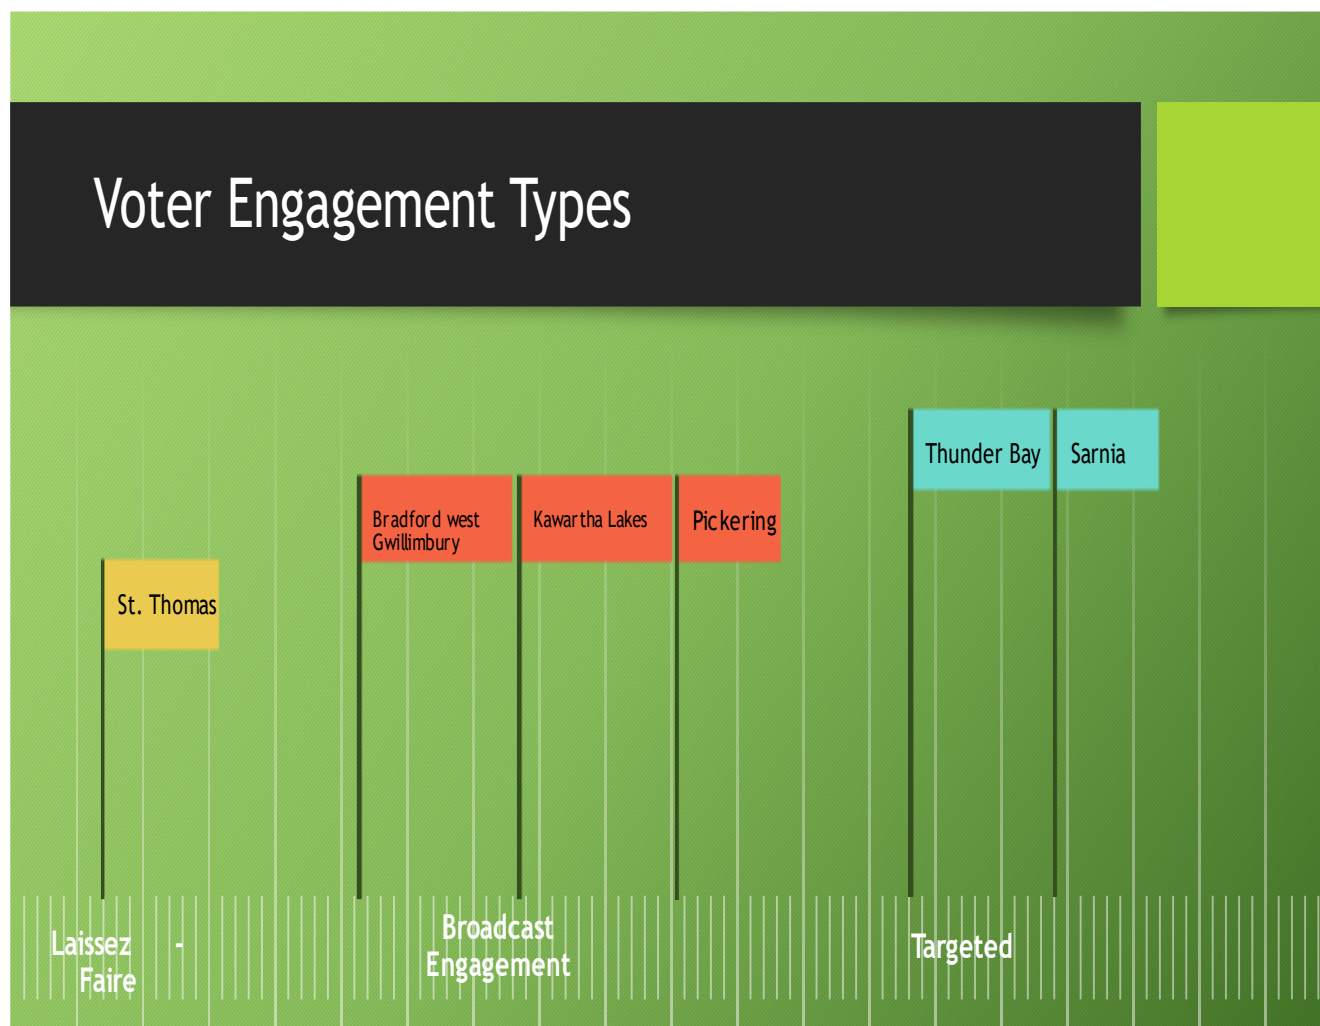 Voter Engagement Types
Thunder Bay
Sarnia
Bradford west
Gwillimbury
Kawartha Lakes
Pickering
St. Thomas
Laissez -
Faire
Broadcast
Engagement
Targeted